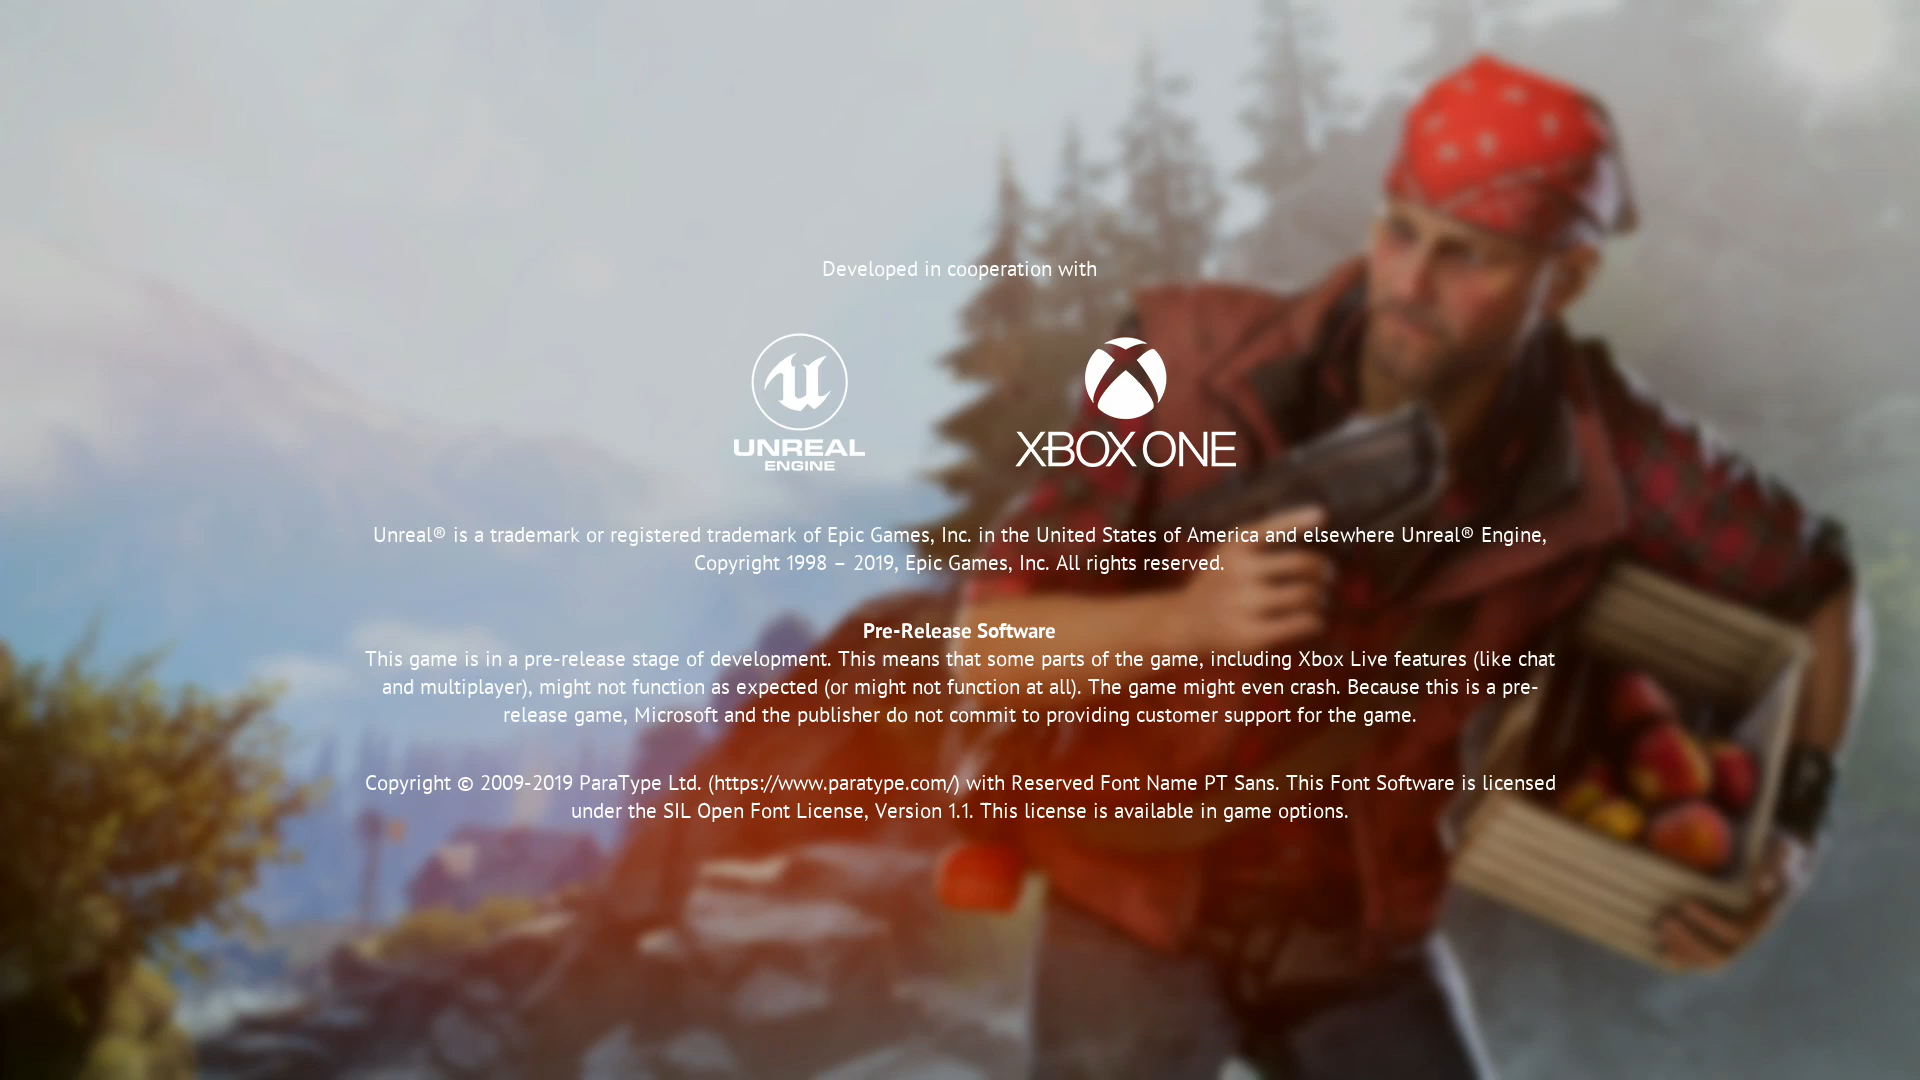 Developed in cooperation with
UNREAL
ENGINE
XBOX ONE
Unreal® is a trademark or registered trademark of Epic Games, Inc. in the United States of America and elsewhere Unreal® Engine,
Copyright 1998 – 2019, Epic Games, Inc. All rights reserved.
Pre-Release Software
This game is in a pre-release stage of development. This means that some parts of the game, including Xbox Live features (like chat
and multiplayer), might not function as expected (or might not function at all). The game might even crash. Because this is a pre-
release game, Microsoft and the publisher do not commit to providing customer support for the game.
Copyright © 2009-2019 ParaType Ltd. (https://www.paratype.com/) with Reserved Font Name PT Sans. This Font Software is licensed
under the SIL Open Font License, Version 1.1. This license is available in game options.